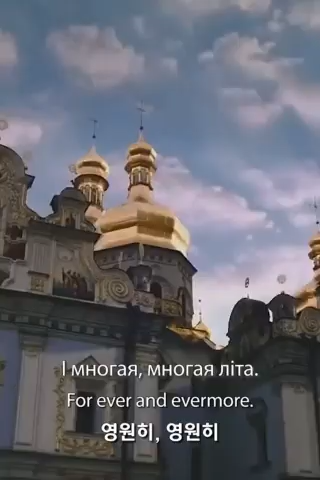 І многая, многая літа.
For ever and evermore.
영원히, 영원히